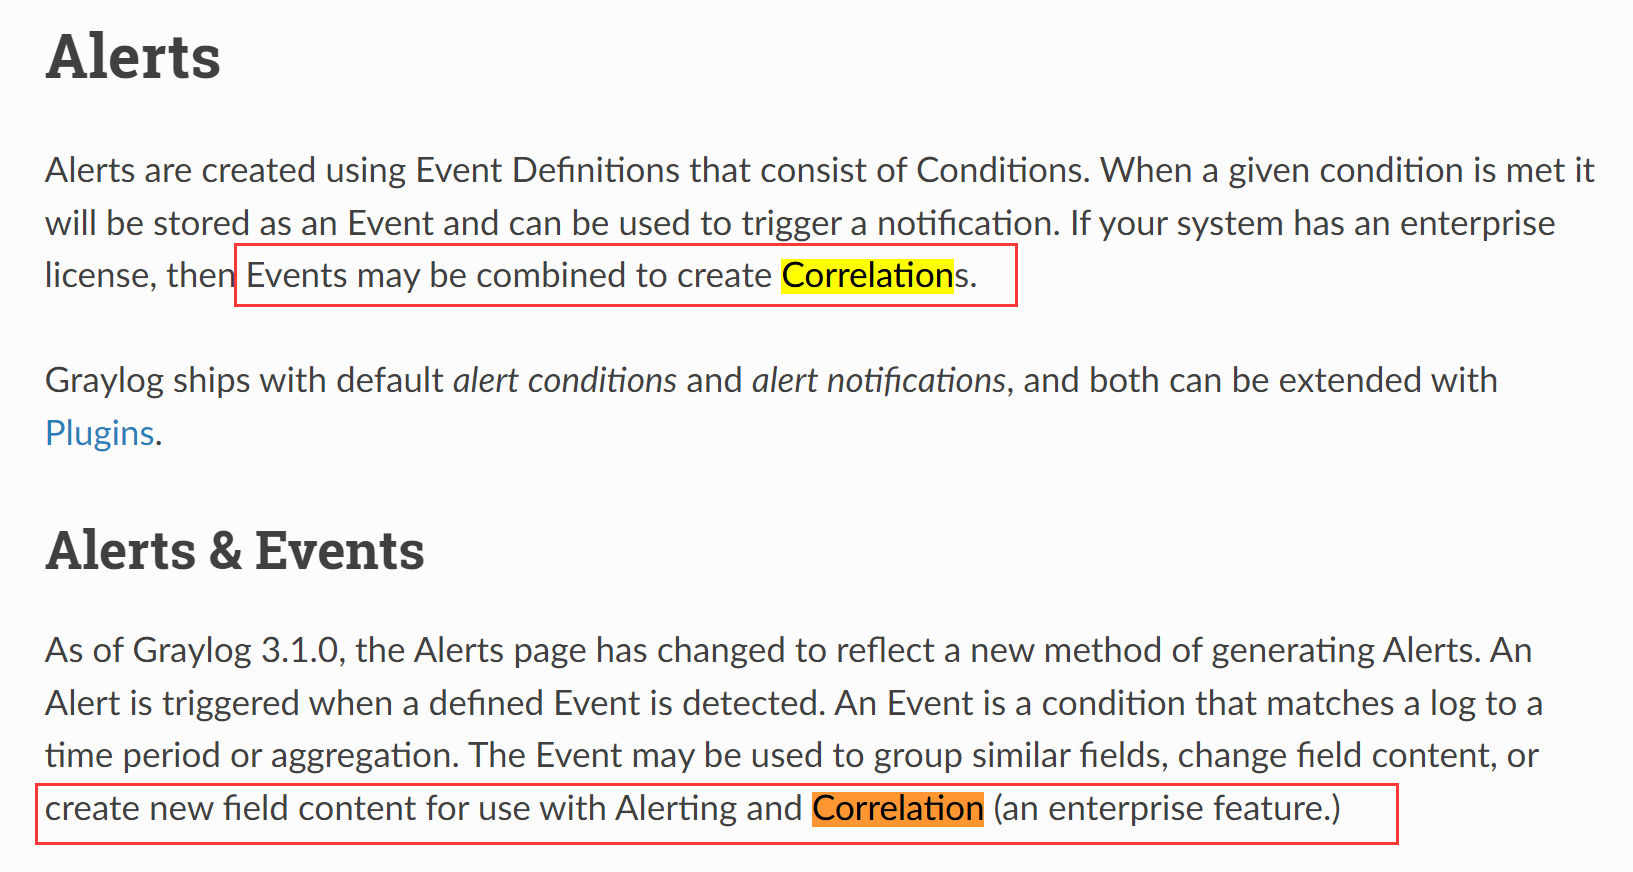 Alerts
Alerts are created using Event Definitions that consist of Conditions. When a given condition is met it
will be stored as an Event and can be used to trigger a notification. If your system has an enterprise
license, then Events may be combined to create Correlations.
Graylog ships with default alert conditions and alert notifications, and both can be extended with
Plugins.
Alerts & Events
As of Graylog 3.1.0, the Alerts page has changed to reflect a new method of generating Alerts. An
Alert is triggered when a defined Event is detected. An Event is a condition that matches a log to a
time period or aggregation. The Event may be used to group similar fields, change field content, or
create new field content for use with Alerting and Correlation (an enterprise feature.)